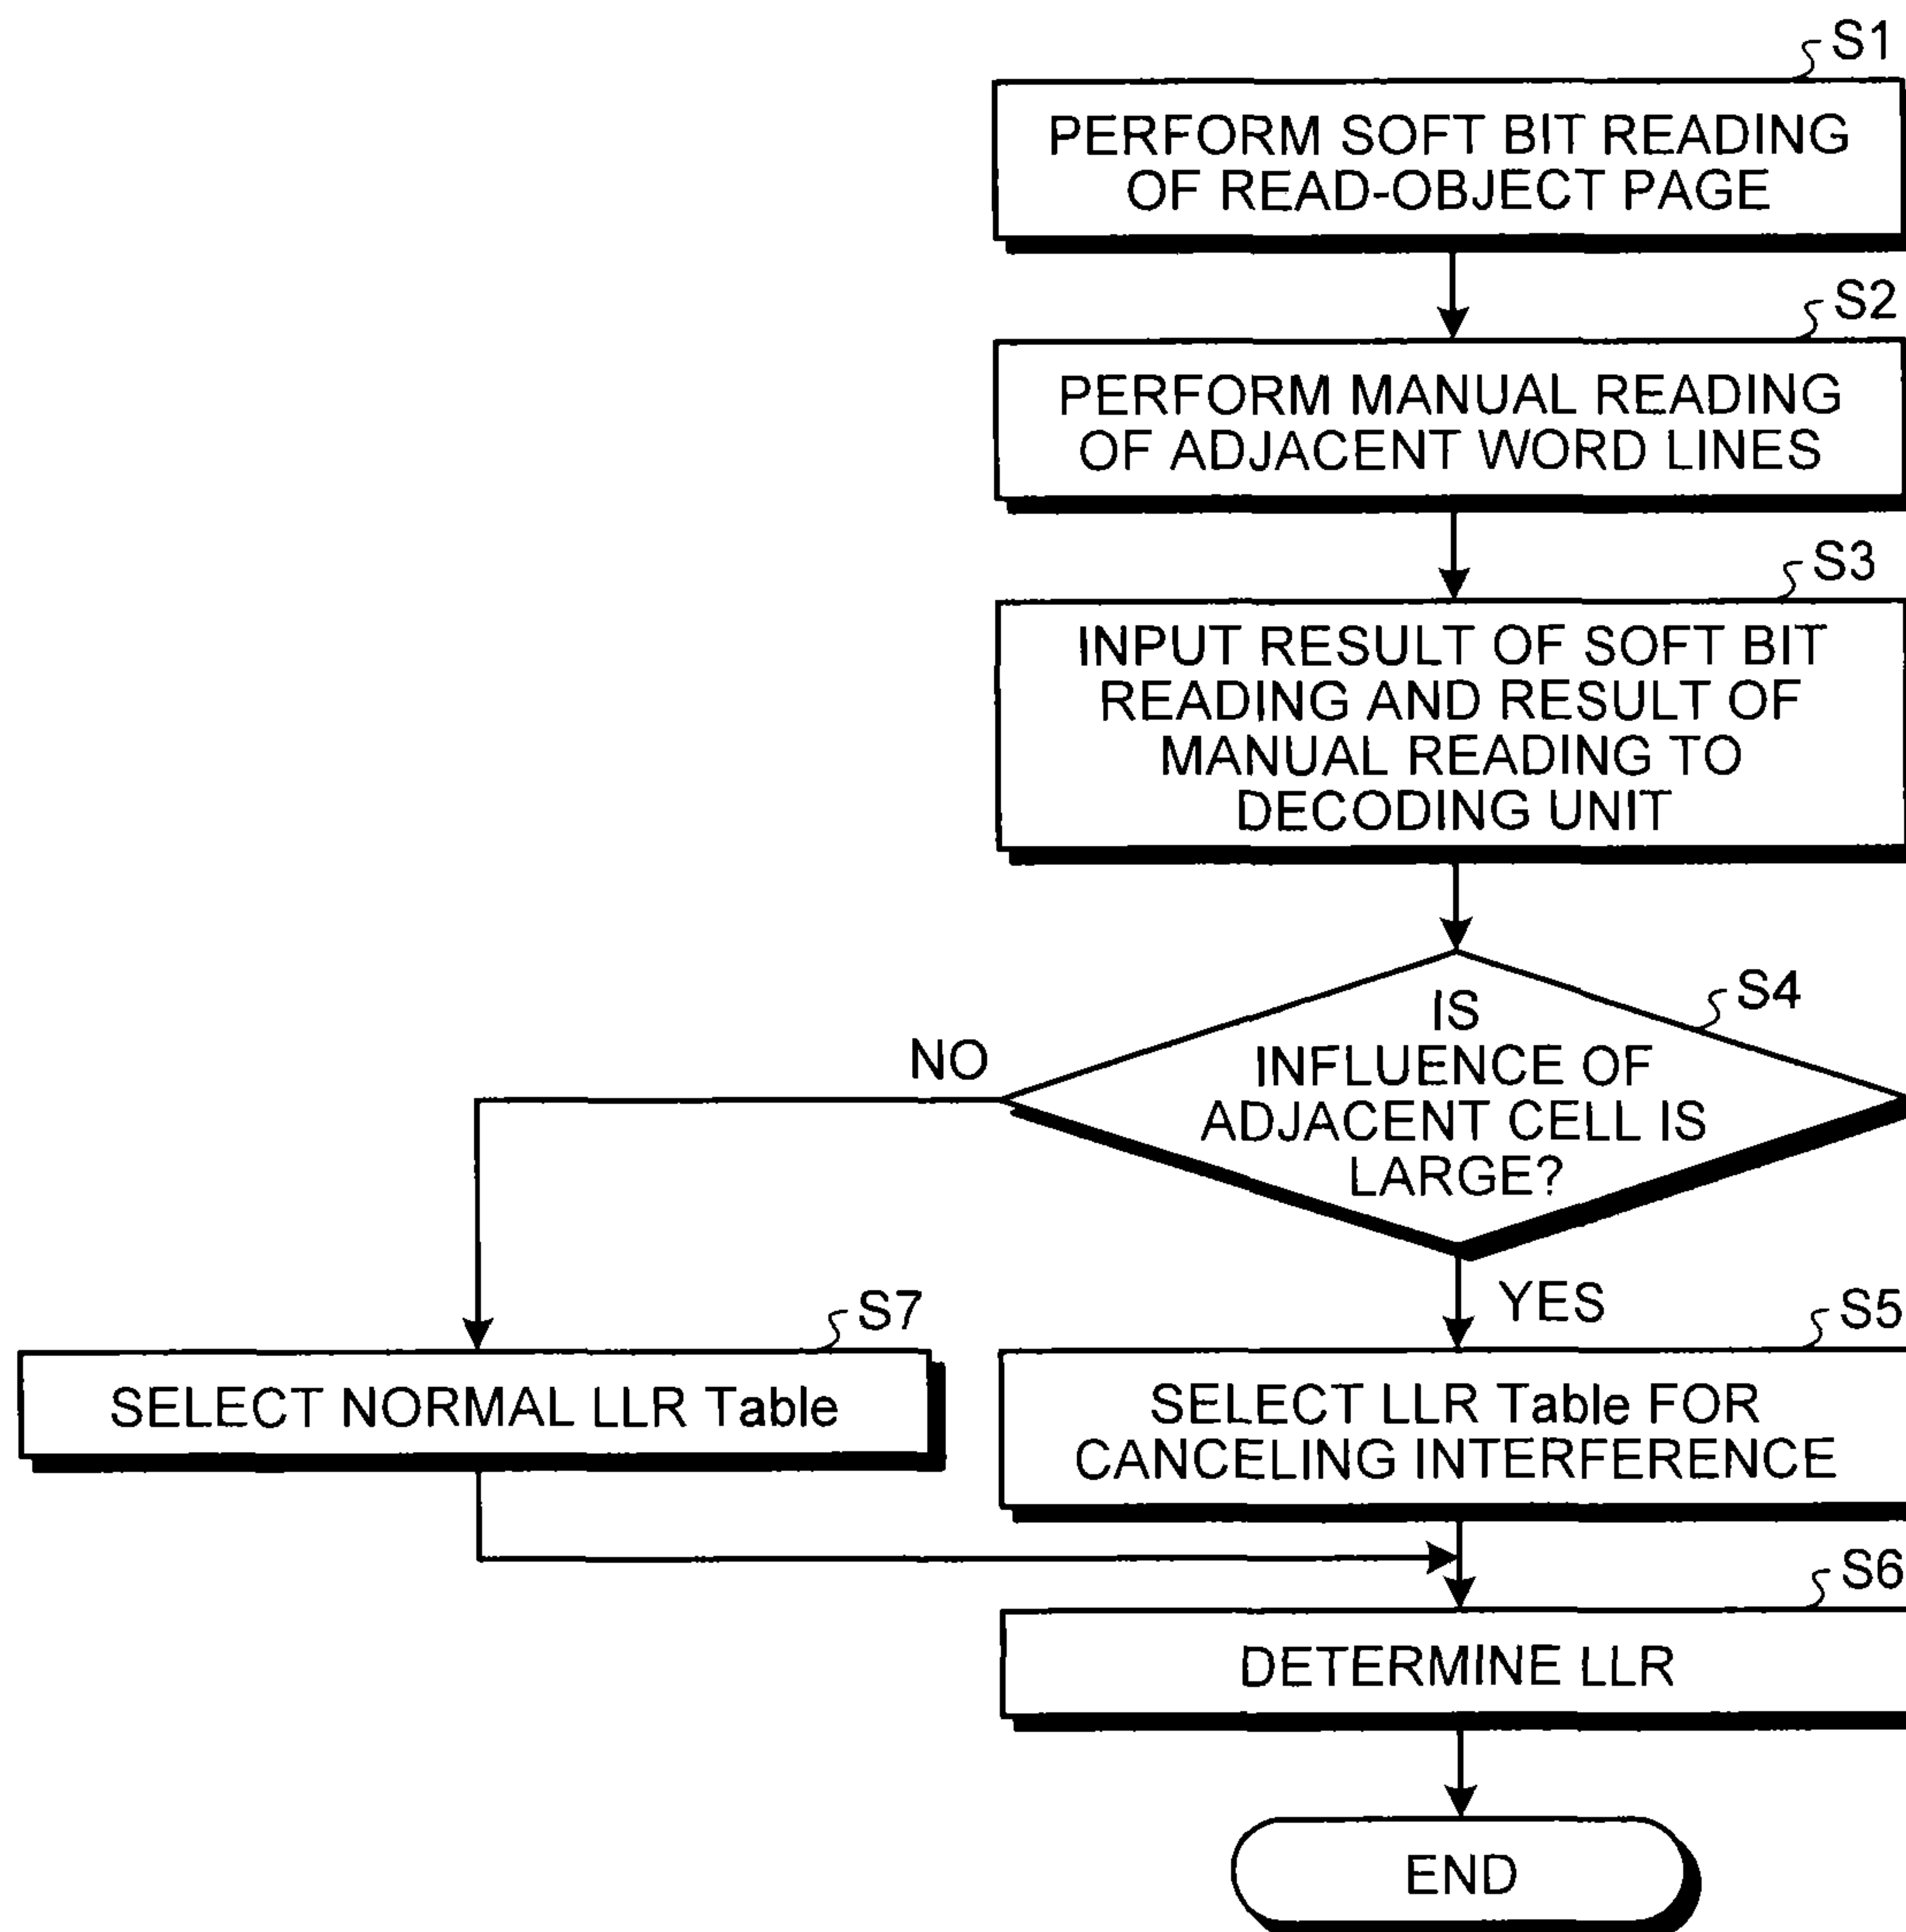 S1
PERFORM SOFT BIT READING
OF READ-OBJECT PAGE
S2
PERFORM MANUAL READING
OF ADJACENT WORD LINES
S3
INPUT RESULT OF SOFT BIT
READING AND RESULT OF
MANUAL READING TO
DECODING UNIT
S4
IS
INFLUENCE OF
ADJACENT CELL IS
LARGE?
NO
YES
S7
SELECT NORMAL LLR Table
S5
SELECT LLR Table FOR
CANCELING INTERFERENCE
S6
DETERMINE LLR
END